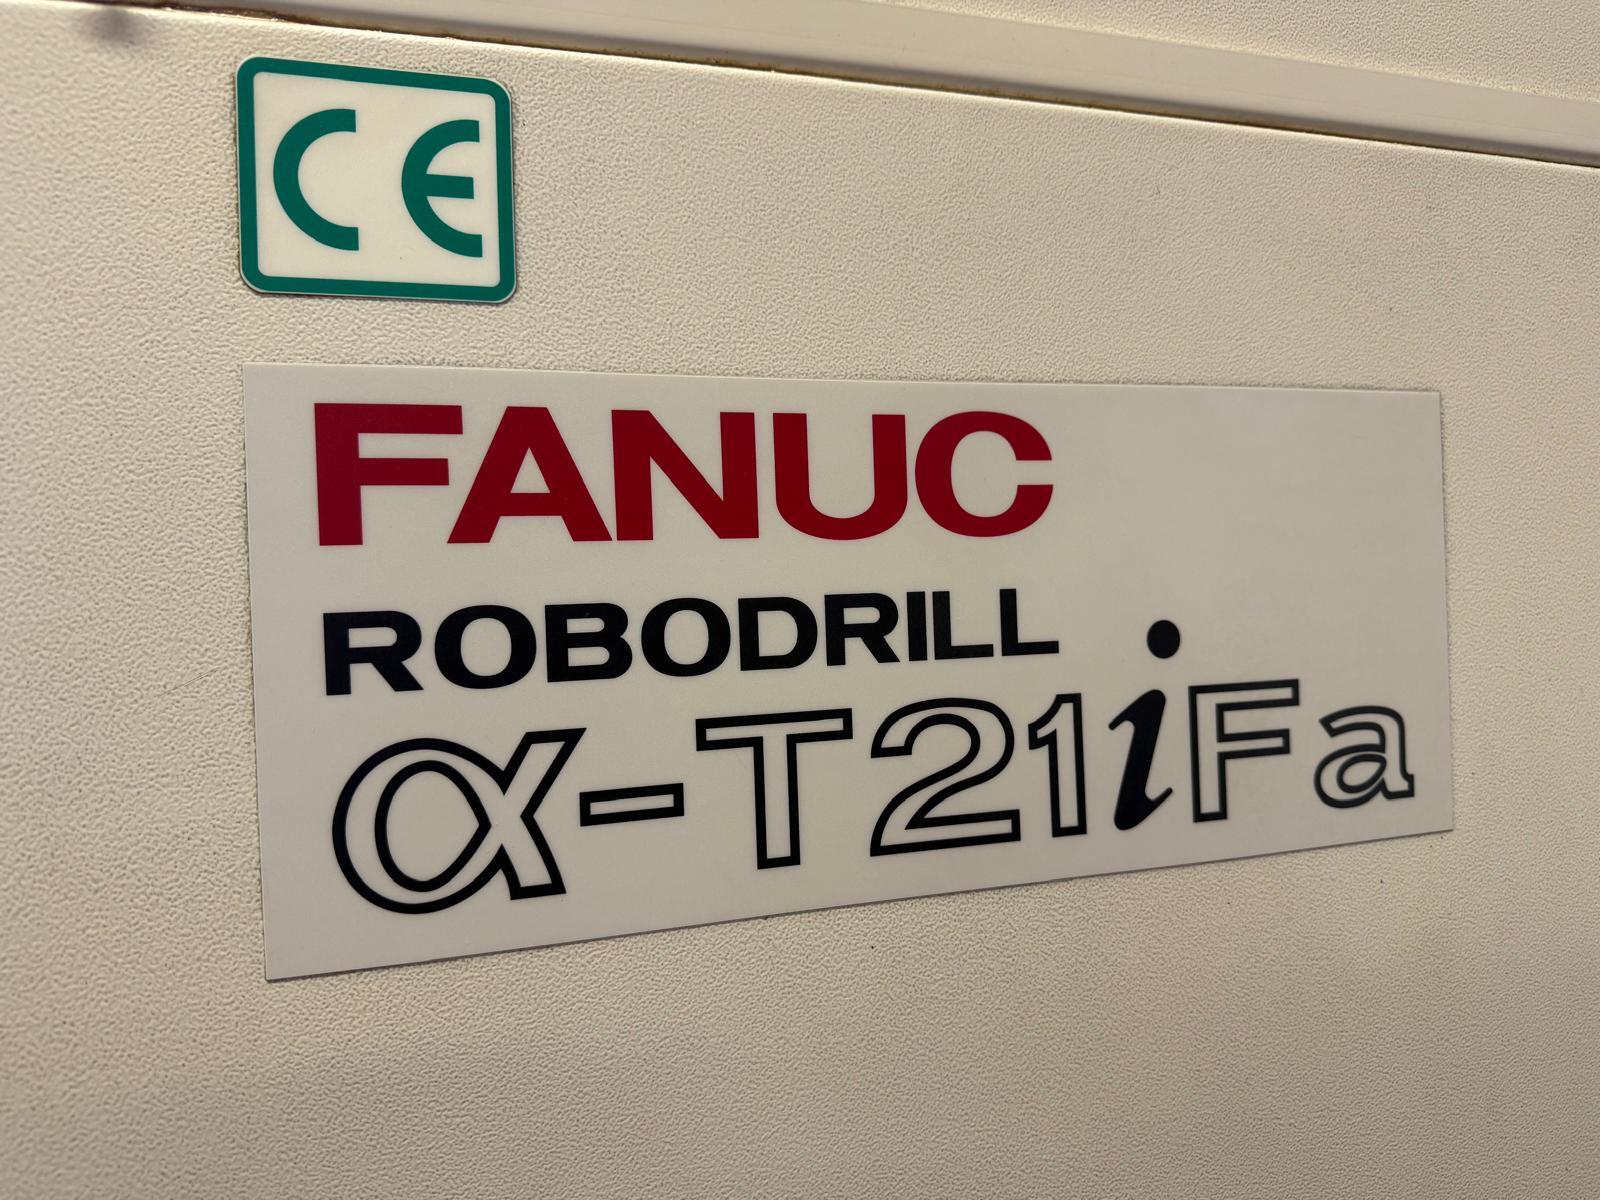 CE
FANUC
ROBODRILL
α-T21iFa